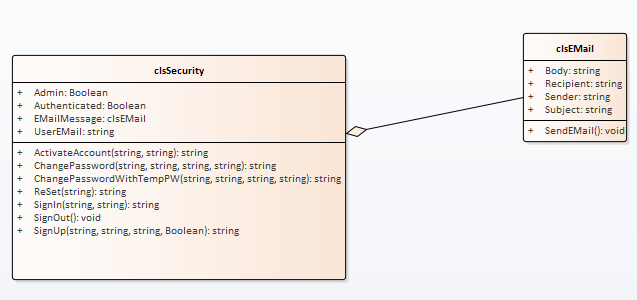 clsSecurity
+ Admin: Boolean
+ Authenticated: Boolean
+ EMailMessage: clsEMail
+ UserEMail: string
+ ActivateAccount(string, string): string
+ ChangePassword(string, string, string, string): string
+ ChangePasswordWithTempPW(string, string, string, string): string
+ ReSet(string): string
+ SignIn(string, string): string
+ SignOut(): void
+ SignUp(string, string, string, Boolean): string
clsEMail
+ Body: string
+ Recipient: string
+ Sender: string
+ Subject: string
+ SendEMail(): void